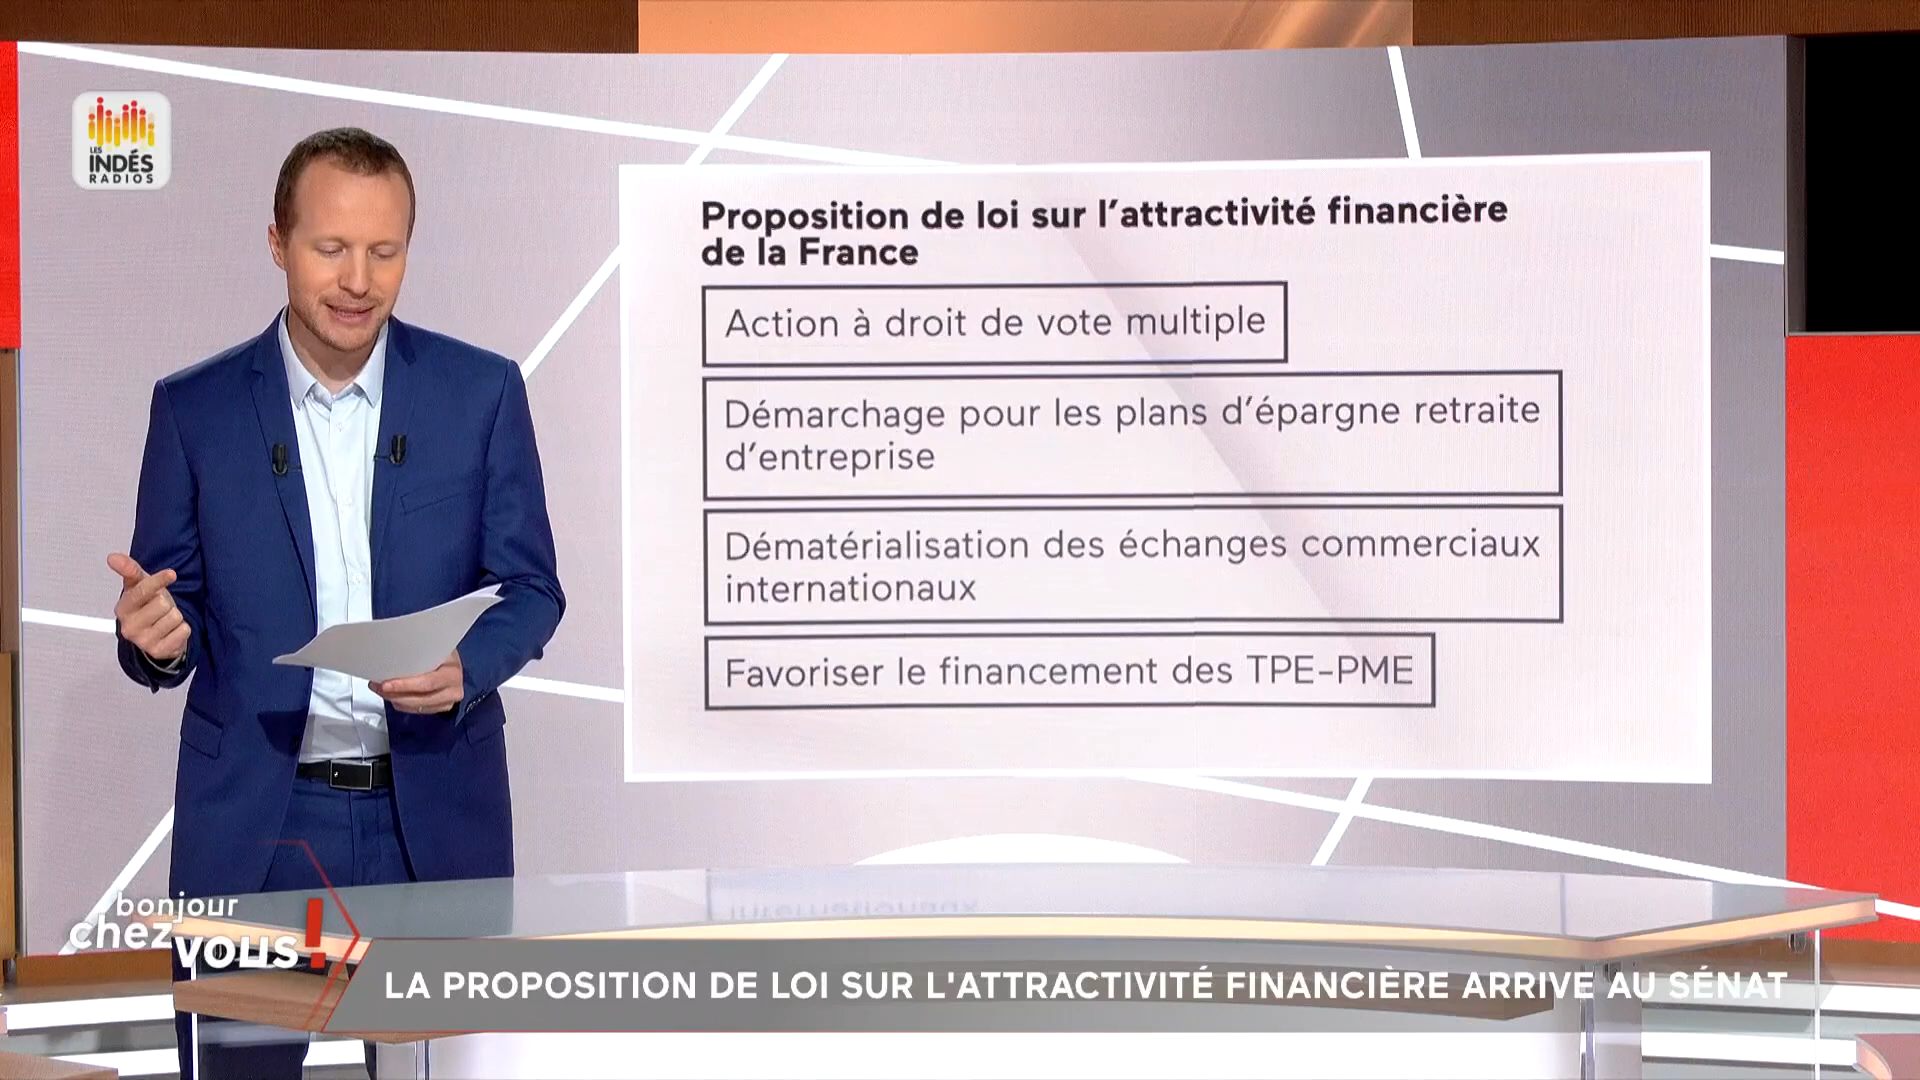 LES
INDÉS
RADIOS
Proposition de loi sur l'attractivité financière
de la France
Action à droit de vote multiple
Démarchage pour les plans d'épargne retraite
d'entreprise
Dématérialisation des échanges commerciaux
internationaux
Favoriser le financement des TPE-PME
bonjour
chez
vous!
LA PROPOSITION DE LOI SUR L'ATTRACTIVITÉ FINANCIÈRE ARRIVE AU SÉNAT